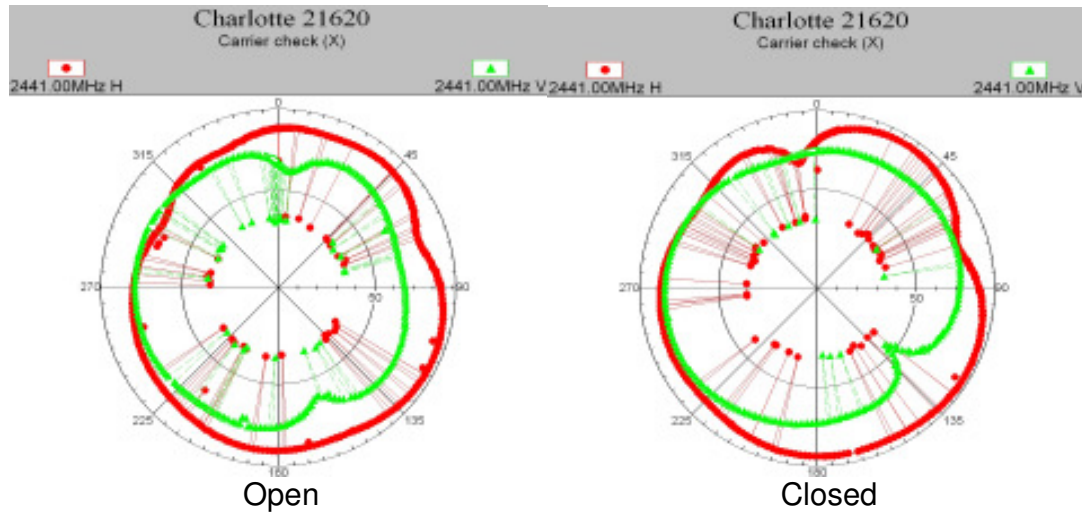 Charlotte 21620
Carrier check (X)
2441.00MHz H
2441.00MHz V
0
45
50
90
135
180
225
270
315
Open
Charlotte 21620
Carrier check (X)
2441.00MHz H
2441.00MHz V
0
45
50
90
135
180
225
270
315
Closed